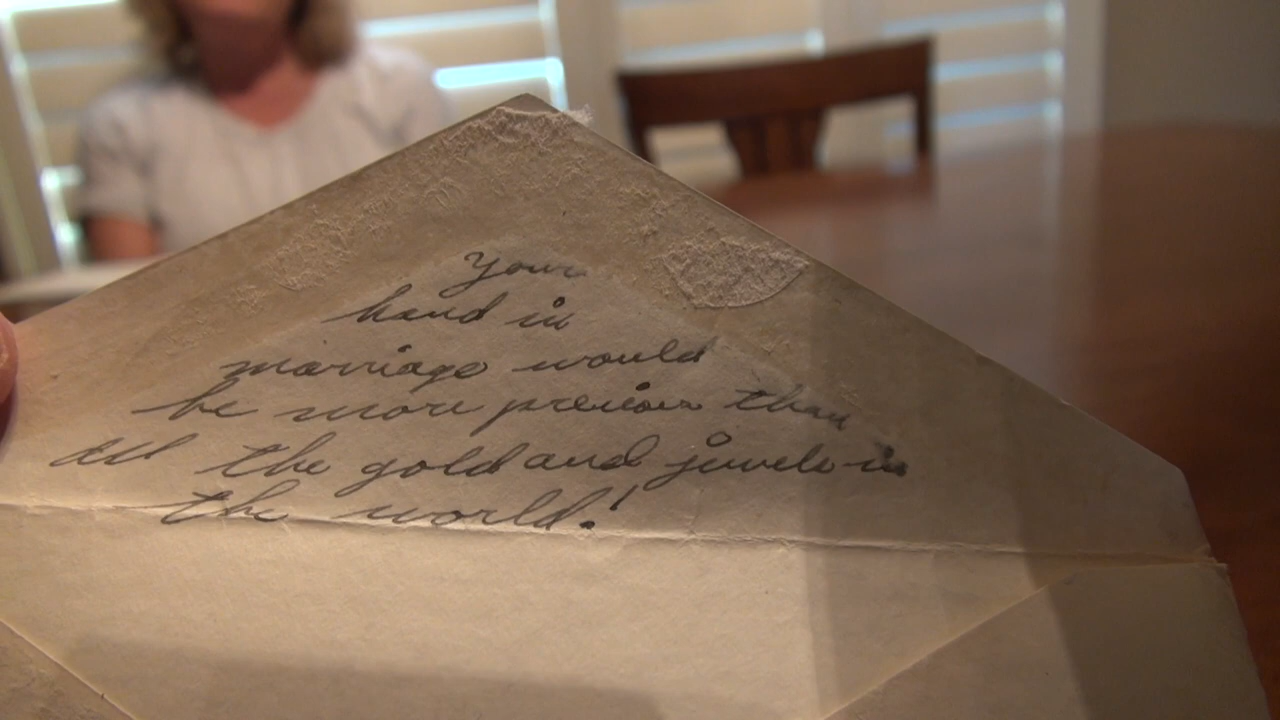 Your
hand in
marriage would
be more precious than
all the gold and jewels in
the world!